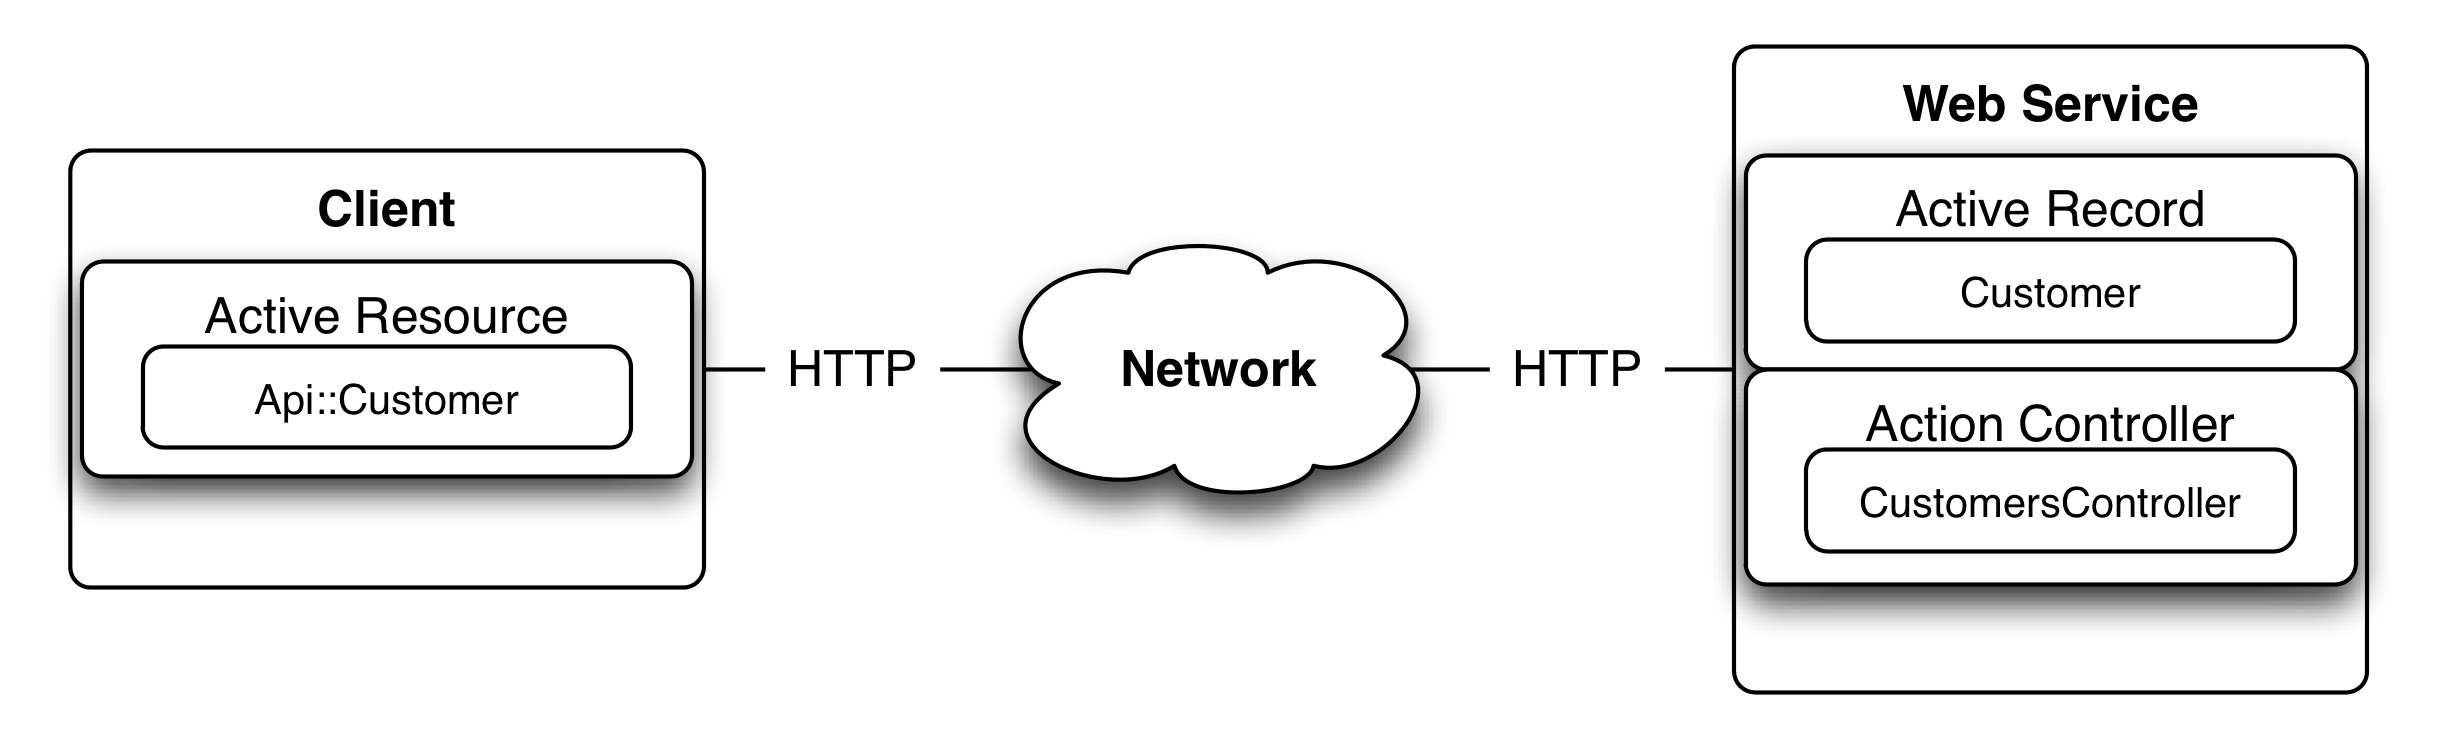 Client
Active Resource
Api::Customer
HTTP
Network
HTTP
Web Service
Active Record
Customer
Action Controller
CustomersController